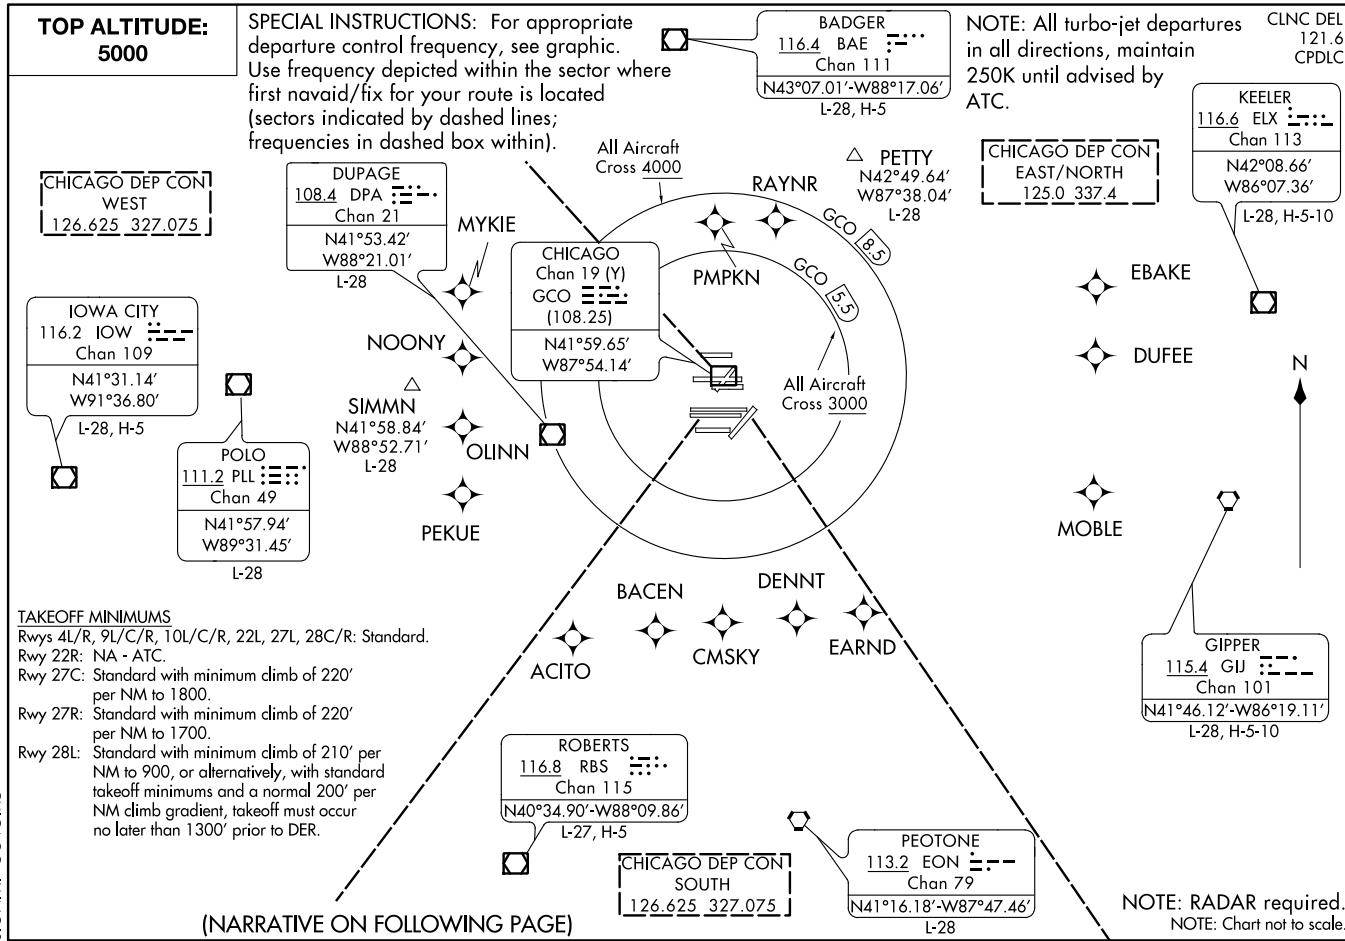 TOP ALTITUDE:
5000
SPECIAL INSTRUCTIONS: For appropriate
departure control frequency, see graphic.
Use frequency depicted within the sector where
first navaid/fix for your route is located
(sectors indicated by dashed lines;
frequencies in dashed box within).
BADGER
116.4 BAE
Chan 111
N43°07.01'-W88°17.06'
L-28, H-5
NOTE: All turbo-jet departures
in all directions, maintain
250K until advised by
ATC.
CLNC DEL
121.6
CPDLC
KEELER
116.6 ELX
Chan 113
N42°08.66'
W86°07.36'
L-28, H-5-10
CHICAGO DEP CON
WEST
126.625 327.075
DUPAGE
108.4 DPA
Chan 21
N41°53.42'
W88°21.01'
L-28
All Aircraft
Cross 4000
PETTY
N42°49.64'
W87°38.04'
L-28
CHICAGO DEP CON
EAST/NORTH
125.0 337.4
MYKIE
RAYNR
PMPKN
GCO 8.5
GCO 5.5
CHICAGO
Chan 19 (Y)
GCO
(108.25)
N41°59.65'
W87°54.14'
EBAKE
DUFEE
N
IOWA CITY
116.2 IOW
Chan 109
N41°31.14'
W91°36.80'
L-28, H-5
NOONY
SIMMN
N41°58.84'
W88°52.71'
L-28
OLINN
PEKUE
All Aircraft
Cross 3000
POLO
111.2 PLL
Chan 49
N41°57.94'
W89°31.45'
L-28
MOBLE
GIPPER
115.4 GIJ
Chan 101
N41°46.12'-W86°19.11'
L-28, H-5-10
ACITO
BACEN
CMSKY
DENNT
EARND
TAKEOFF MINIMUMS
Rwys 4L/R, 9L/C/R, 10L/C/R, 22L, 27L, 28C/R: Standard.
Rwy 22R: NA - ATC.
Rwy 27C: Standard with minimum climb of 220'
per NM to 1800.
Rwy 27R: Standard with minimum climb of 220'
per NM to 1700.
Rwy 28L: Standard with minimum climb of 210' per
NM to 900, or alternatively, with standard
takeoff minimums and a normal 200' per
NM climb gradient, takeoff must occur
no later than 1300' prior to DER.
ROBERTS
116.8 RBS
Chan 115
N40°34.90'-W88°09.86'
L-27, H-5
CHICAGO DEP CON
SOUTH
126.625 327.075
PEOTONE
113.2 EON
Chan 79
N41°16.18'-W87°47.46'
L-28
(NARRATIVE ON FOLLOWING PAGE)
NOTE: RADAR required.
NOTE: Chart not to scale.